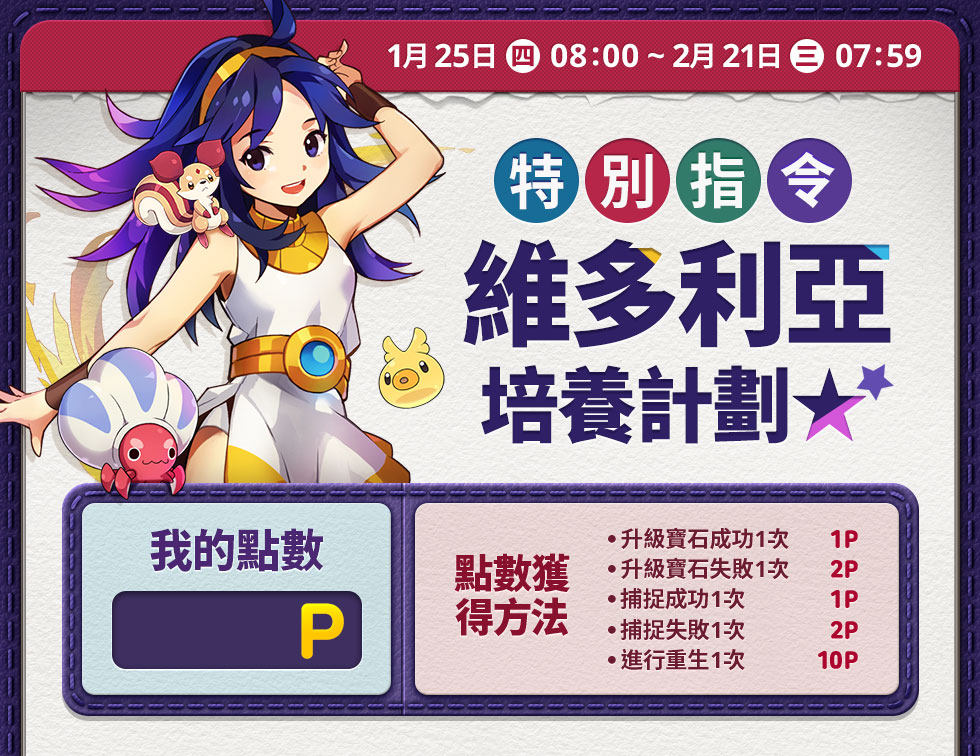 1月25日 四 08:00 ~ 2月21日 三 07:59
特別指令
維多利亞
培養計劃★
我的點數
P
點數獲
得方法
•升級寶石成功1次 1P
•升級寶石失敗1次 2P
•捕捉成功1次 1P
•捕捉失敗1次 2P
•進行重生1次 10P